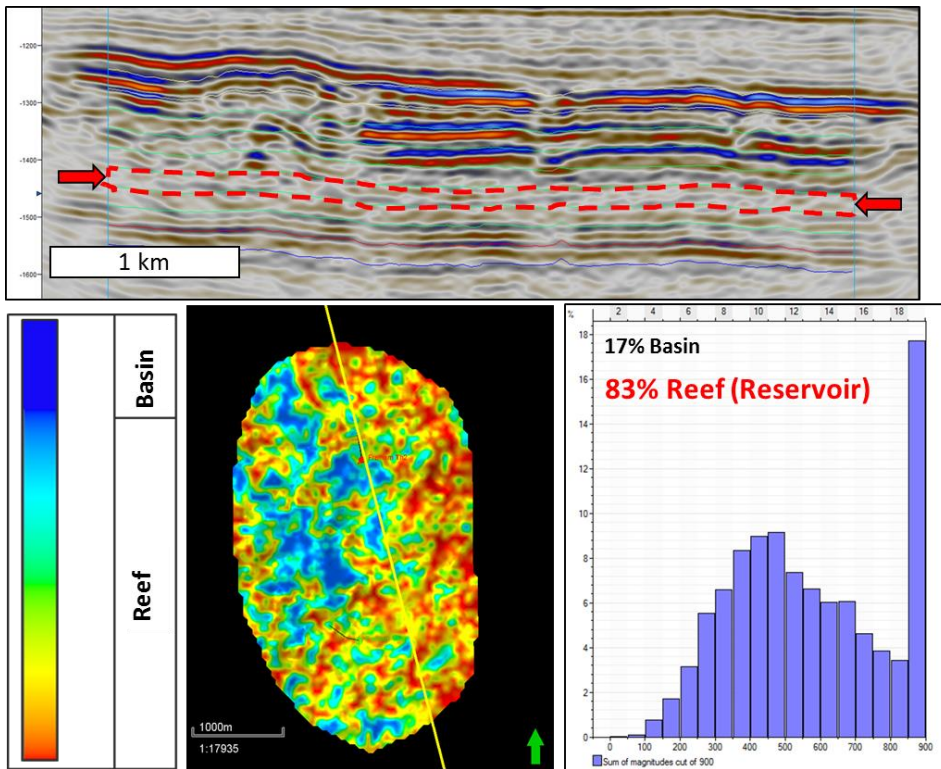 -1200
-1300
-1400
-1500
-1600
1 km
Basin
Reef
1000m
1:17935
2 4 6 8 10 12 14 16 18
%
17% Basin
83% Reef (Reservoir)
18
16
14
12
10
8
6
4
2
0
0 100 200 300 400 500 600 700 800 900
Sum of magnitudes cut of 900